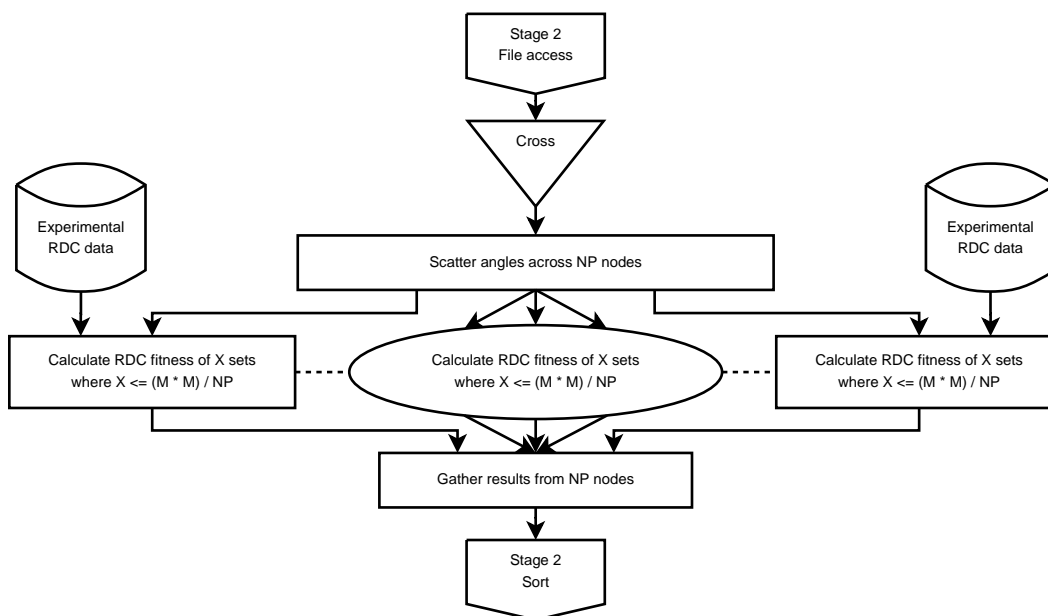 Stage 2
File access
Cross
Experimental
RDC data
Experimental
RDC data
Scatter angles across NP nodes
Calculate RDC fitness of X sets
where X <= (M * M) / NP
Calculate RDC fitness of X sets
where X <= (M * M) / NP
Calculate RDC fitness of X sets
where X <= (M * M) / NP
Gather results from NP nodes
Stage 2
Sort